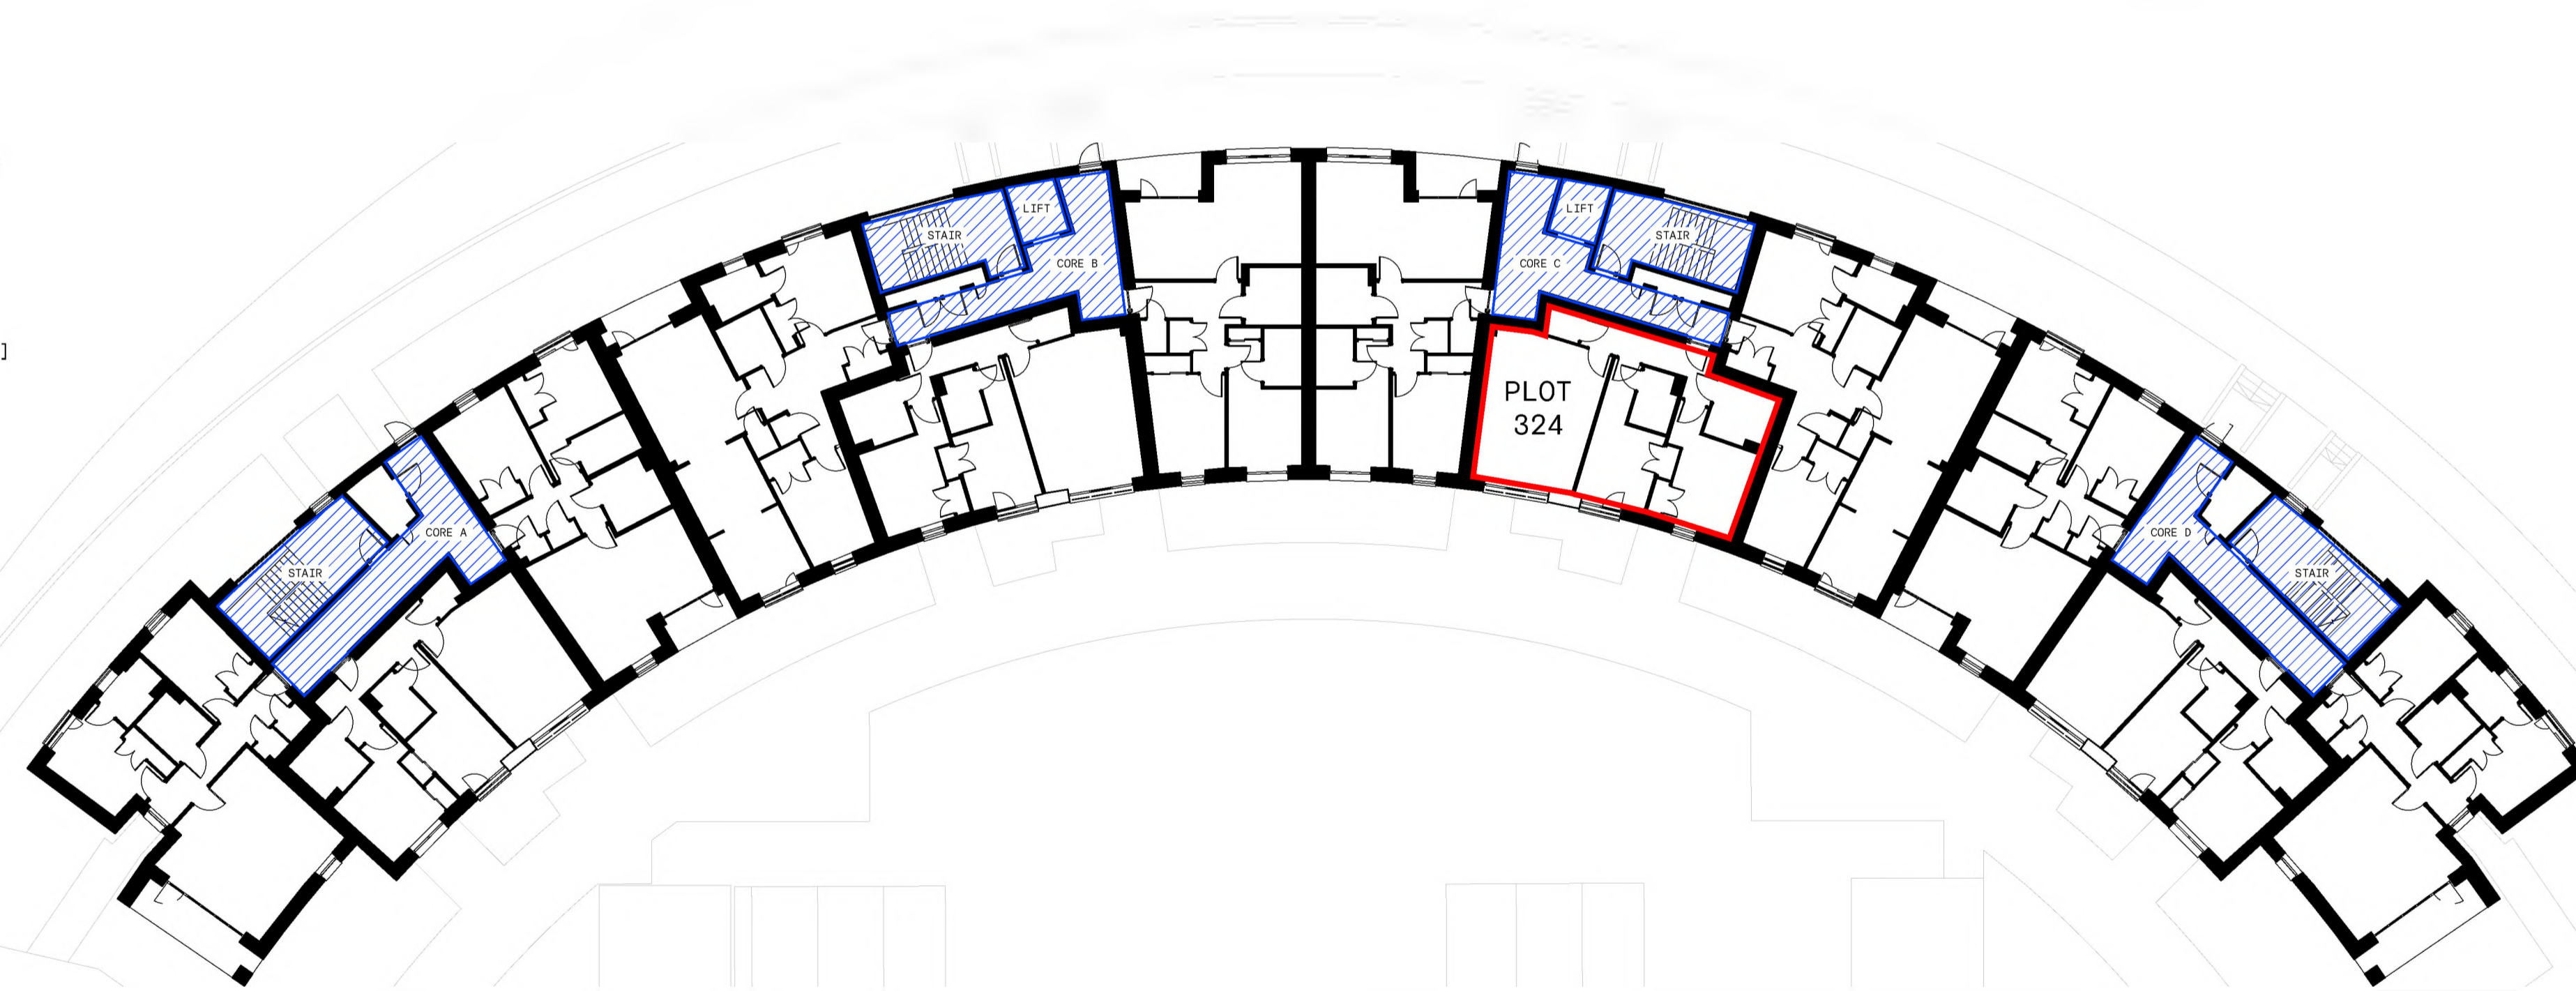 LIFT
STAIR
CORE B
LIFT
STAIR
CORE C
]
PLOT
324
CORE A
STAIR
CORE D
STAIR